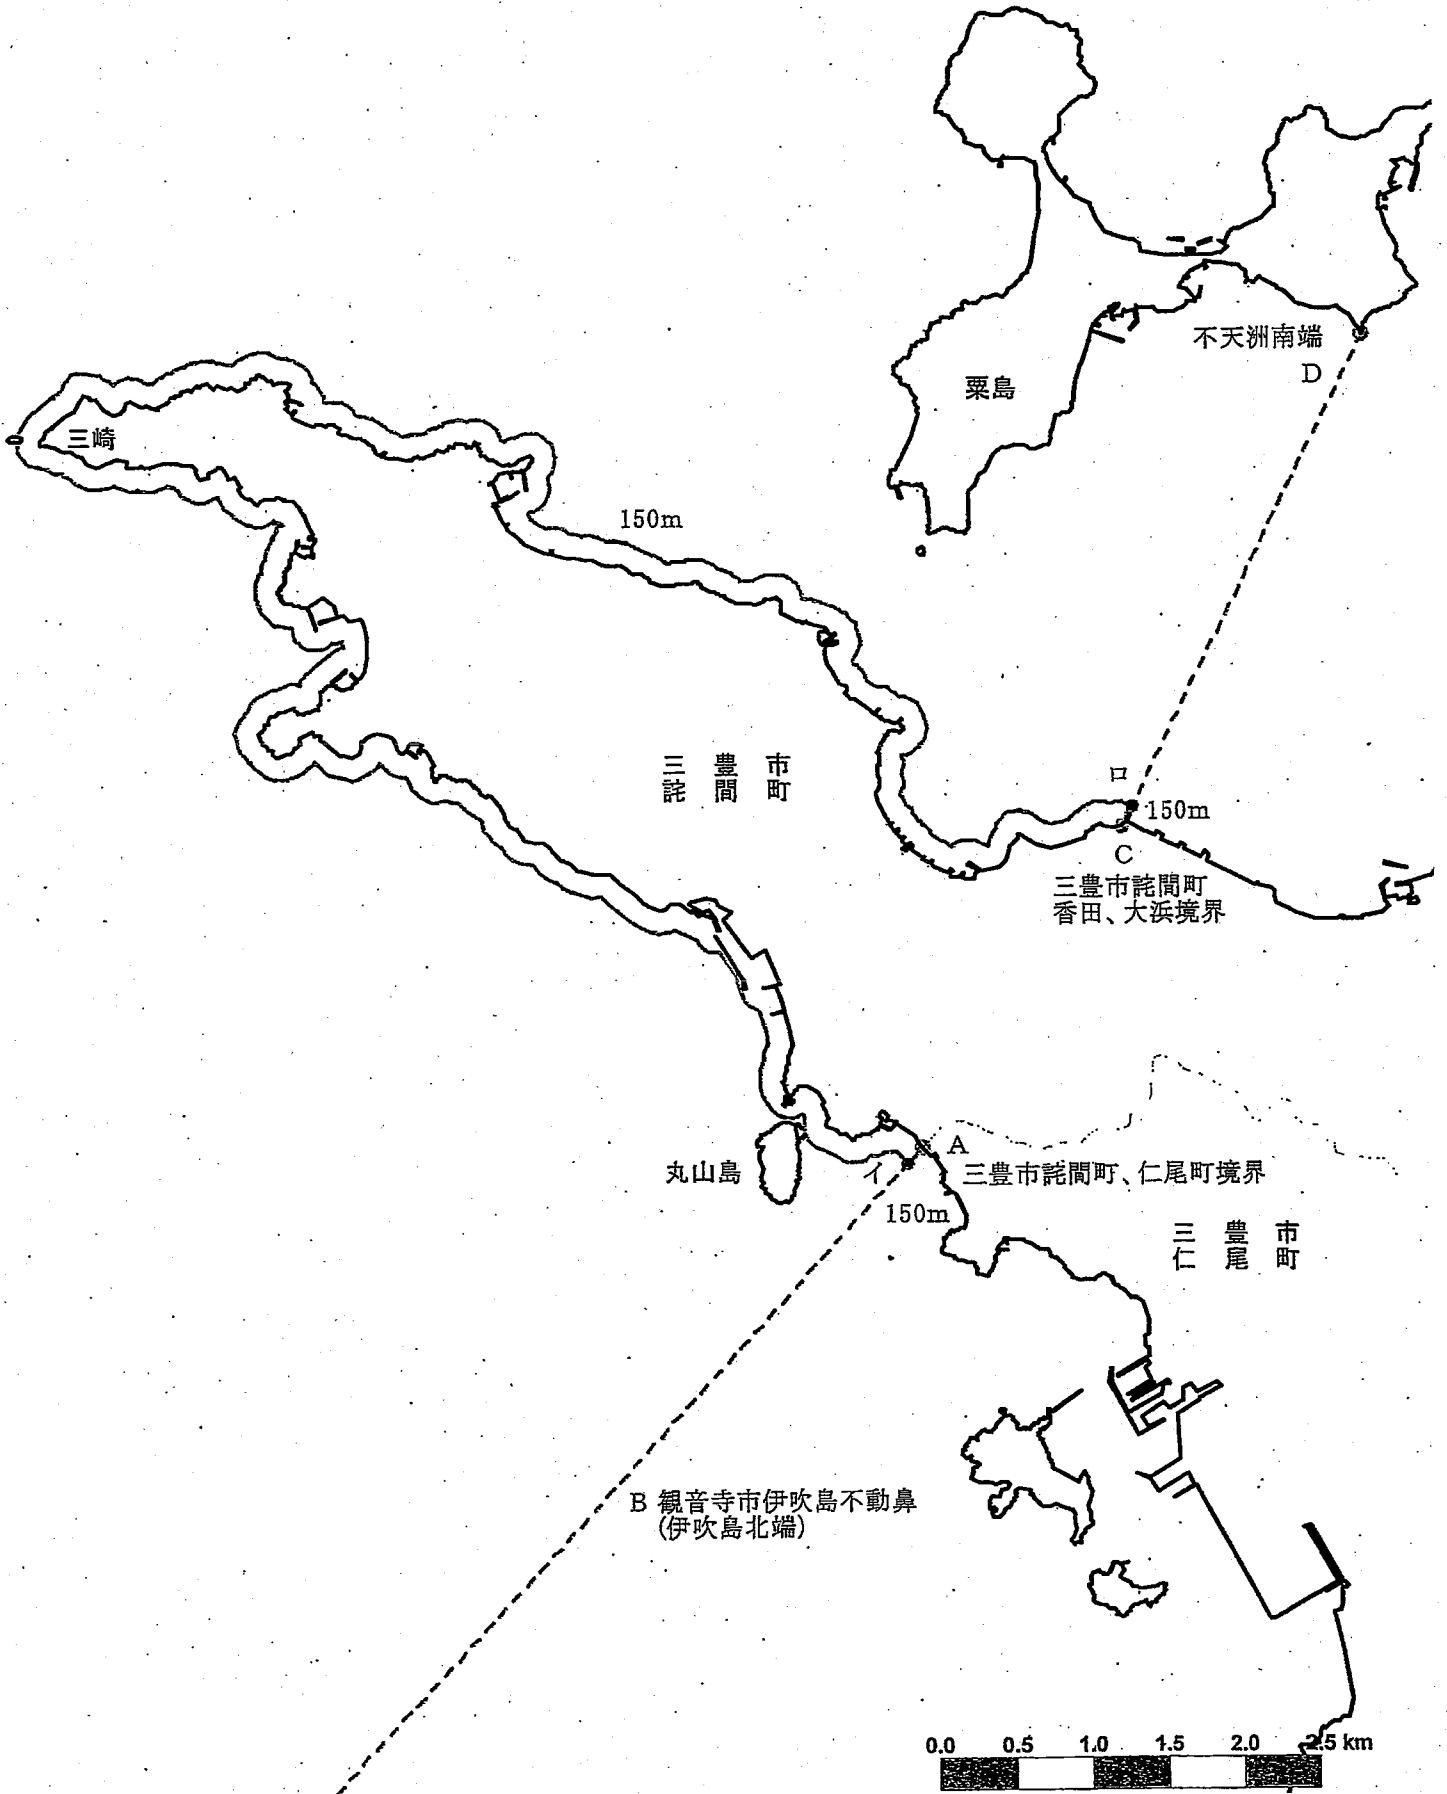 不天洲南端
D
粟島
三崎
150m
三豊市
詫間町
ロ
150m
C
三豊市詫間町
香田、大浜境界
A
丸山島
イ
三豊市詫間町、仁尾町境界
150m
三豊市
仁尾町
B 観音寺市伊吹島不動鼻
(伊吹島北端)
0.0 0.5 1.0 1.5 2.0 2.5 km